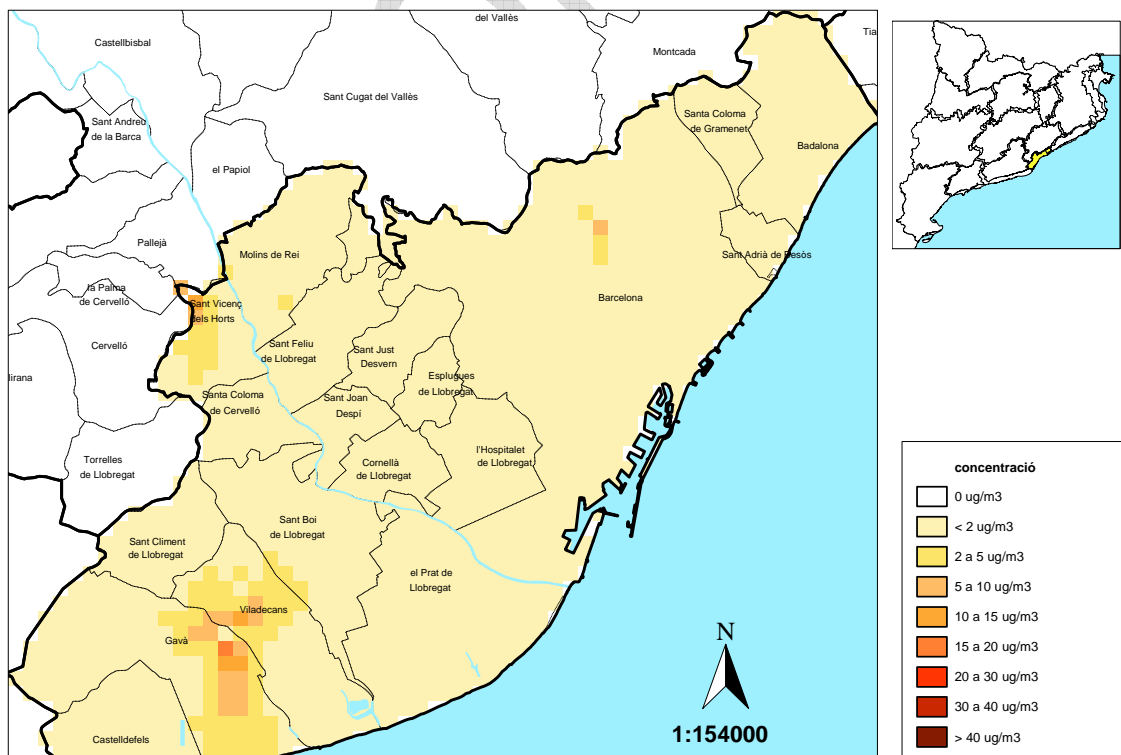 del Vallès
Castellbisbal
Montcada
Tia
Sant Cugat del Vallès
Sant Andreu
de la Barca
Santa Coloma
de Gramenet
Badalona
el Papiol
Pallejà
Molins de Rei
Sant Adrià de Besòs
la Palma
de Cervelló
Sant Vicenç
dels Horts
Barcelona
Cervelló
Sant Feliu
de Llobregat
Sant Just
Desvern
lirana
Esplugues
de Llobregat
Santa Coloma
de Cervelló
Sant Joan
Despí
Torrelles
de Llobregat
Cornellà
de Llobregat
l'Hospitalet
de Llobregat
Sant Boi
de Llobregat
Sant Climent
de Llobregat
el Prat de
Llobregat
Viladecans
Gavà
Castelldefels
N
1:154000
concentració
0 ug/m3
< 2 ug/m3
2 a 5 ug/m3
5 a 10 ug/m3
10 a 15 ug/m3
15 a 20 ug/m3
20 a 30 ug/m3
30 a 40 ug/m3
> 40 ug/m3